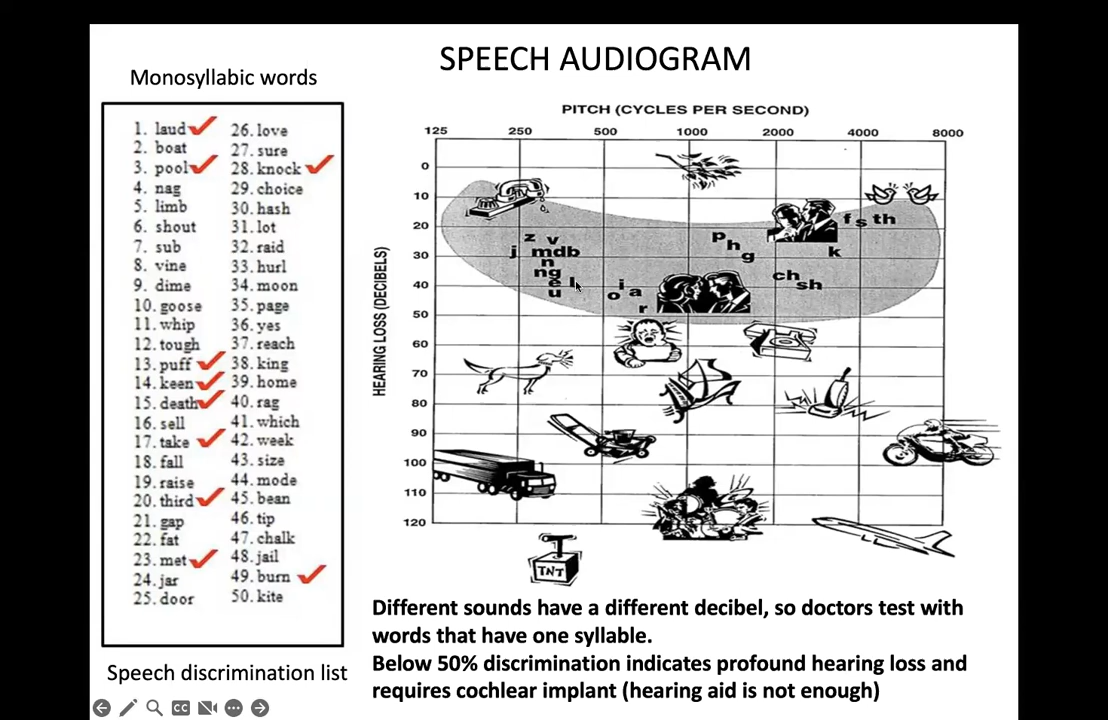 SPEECH AUDIOGRAM
Monosyllabic words
1. laud
2. boat
3. pool
4. nag
5. limb
6. shout
7. sub
8. vine
9. dime
10. goose
11. whip
12. tough
13. puff
14. keen
15. death
16. sell
17. take
18. fall
19. raise
20. third
21. gap
22. fat
23. met
24. jar
25. door
26. love
27. sure
28. knock
29. choice
30. hash
31. lot
32. raid
33. hurl
34. moon
35. page
36. yes
37. reach
38. king
39. home
40. rag
41. which
42. week
43. size
44. mode
45. bean
46. tip
47. chalk
48. jail
49. burn
50. kite
Speech discrimination list
PITCH (CYCLES PER SECOND)
125 250 500 1000 2000 4000 8000
HEARING LOSS (DECIBELS)
0
10
20
30
40
50
60
70
80
90
100
110
120
z v
j mdb
n
ng
e l
u
i
o a
r
p
h
g
f s th
k
ch
sh
TNT
Different sounds have a different decibel, so doctors test with
words that have one syllable.
Below 50% discrimination indicates profound hearing loss and
requires cochlear implant (hearing aid is not enough)
CC